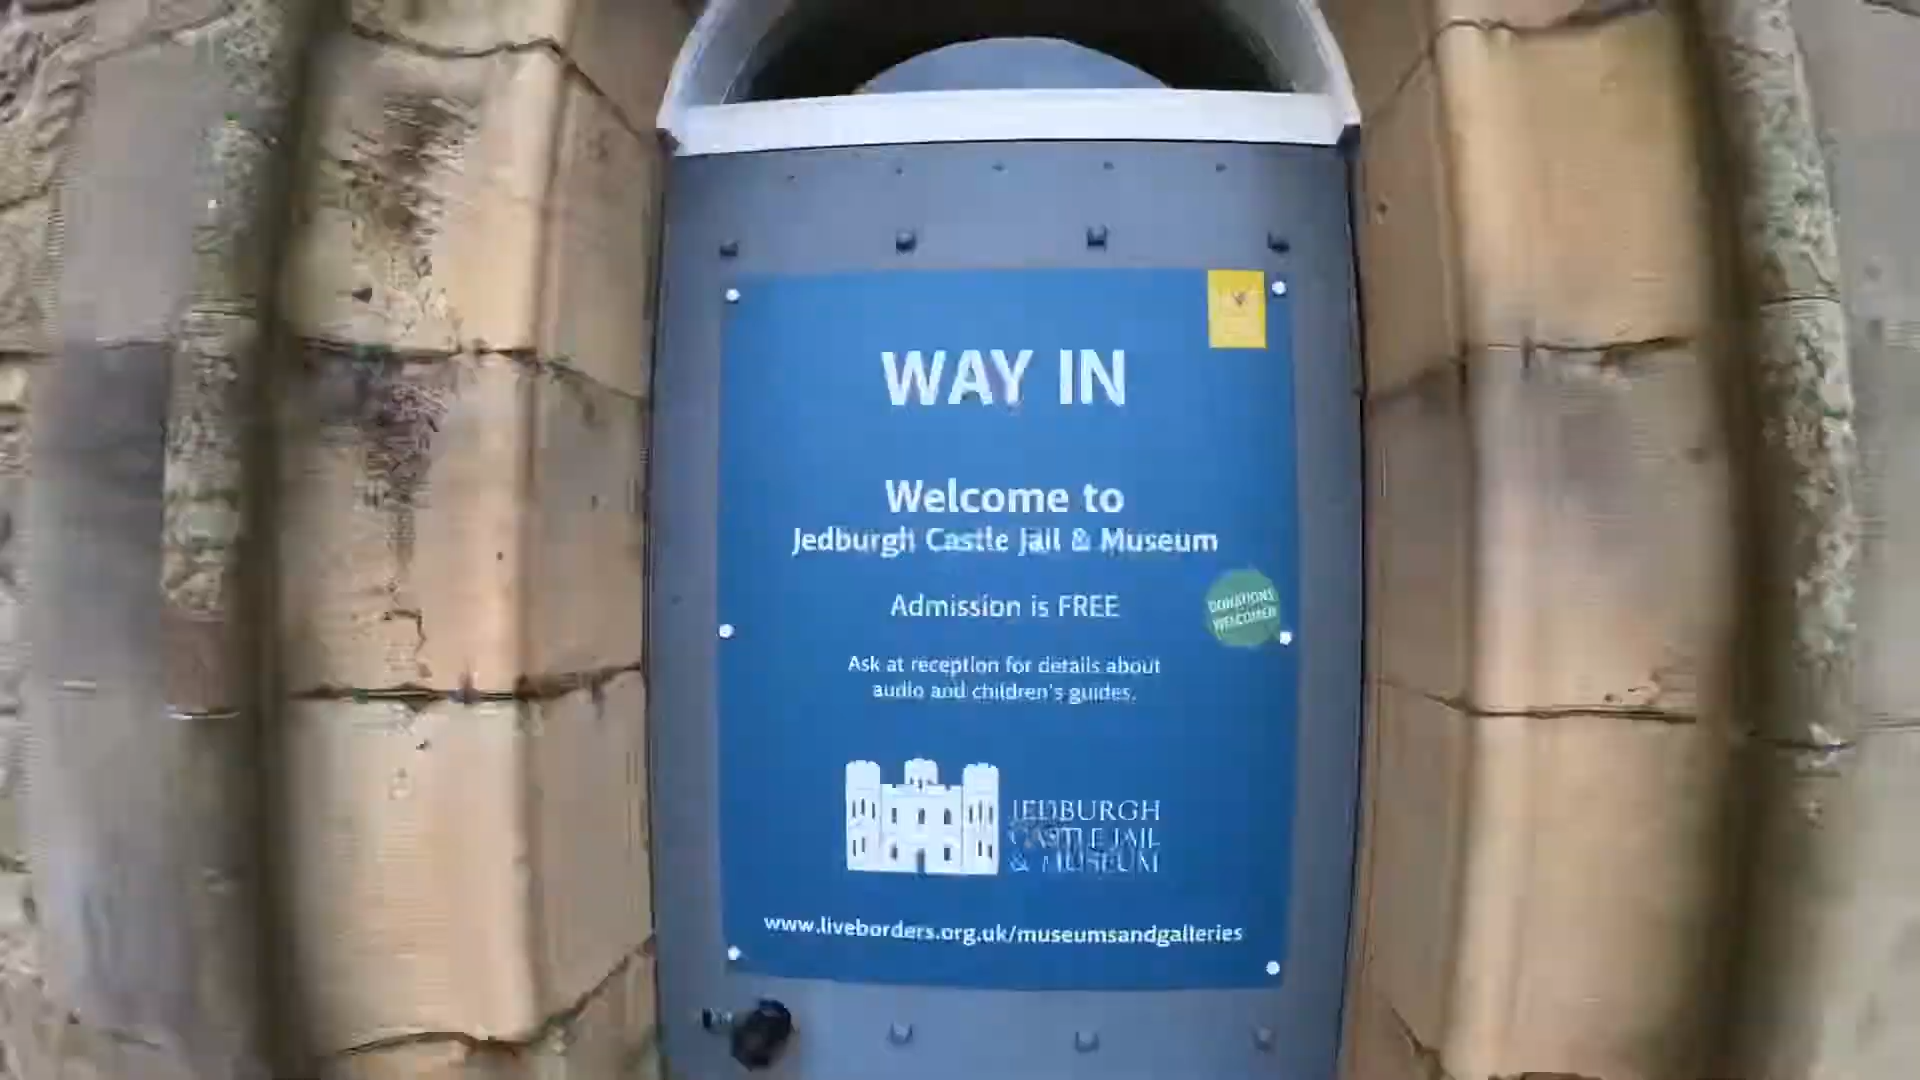 WAY IN
Welcome to
Jedburgh Castle Jail & Museum
Admission is FREE
DONATIONS
WELCOMED
Ask at reception for details about
audio and children's guides.
JEDBURGH
CASTLE JAIL
& MUSEUM
www.liveborders.org.uk/museumsandgalleries